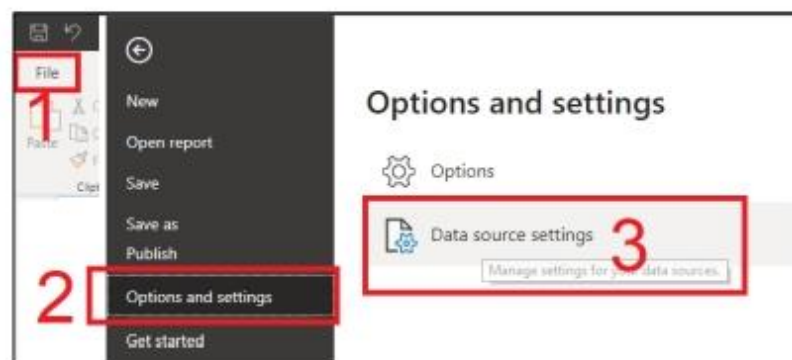 File
1
Paste
New
Open report
Save
Save as
Publish
2
Options and settings
Get started
Options and settings
Options
Data source settings
3
Manage settings for your data sources.